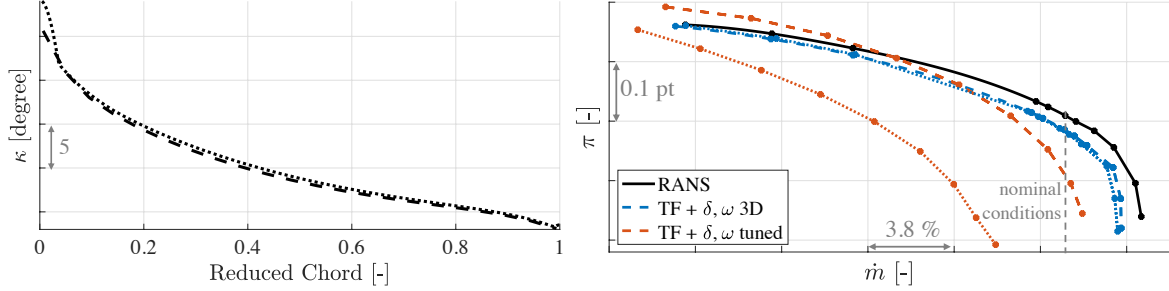 κ [degree]
5
0
0.2
0.4
0.6
0.8
1
Reduced Chord [-]
π [-]
0.1 pt
RANS
TF + δ, ω 3D
TF + δ, ω tuned
nominal
conditions
3.8 %
ṁ [-]